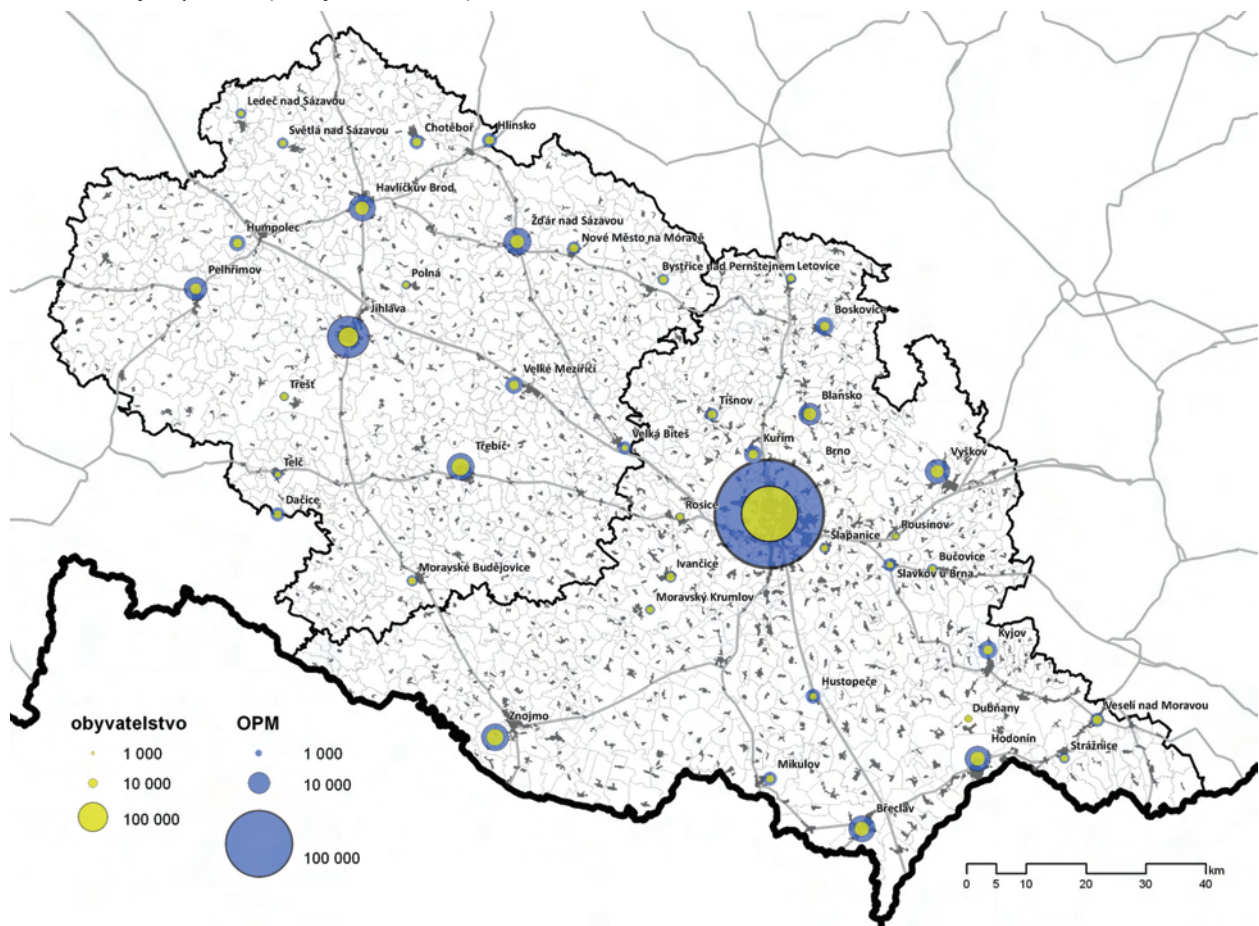 Ledeč nad Sázavou
Světlá nad Sázavou
Chotěboř
Hlinsko
Havlíčkův Brod
Žďár nad Sázavou
Humpolec
Nové Město na Moravě
Pelhřimov
Polná
Bystřice nad Pernštejnem
Letovice
Jihlava
Boskovice
Velké Meziříčí
Třešť
Tišnov
Blansko
Velká Bíteš
Kuřim
Třebíč
Brno
Vyškov
Telč
Dačice
Rosice
Rousínov
Šlapanice
Bučovice
Slavkov u Brna
Moravské Budějovice
Ivančice
Moravský Krumlov
Kyjov
Hustopeče
Dubňany
Veselí nad Moravou
Znojmo
Hodonín
Strážnice
Mikulov
Břeclav
obyvatelstvo
1 000
10 000
100 000
OPM
1 000
10 000
100 000
km
0 5 10 20 30 40